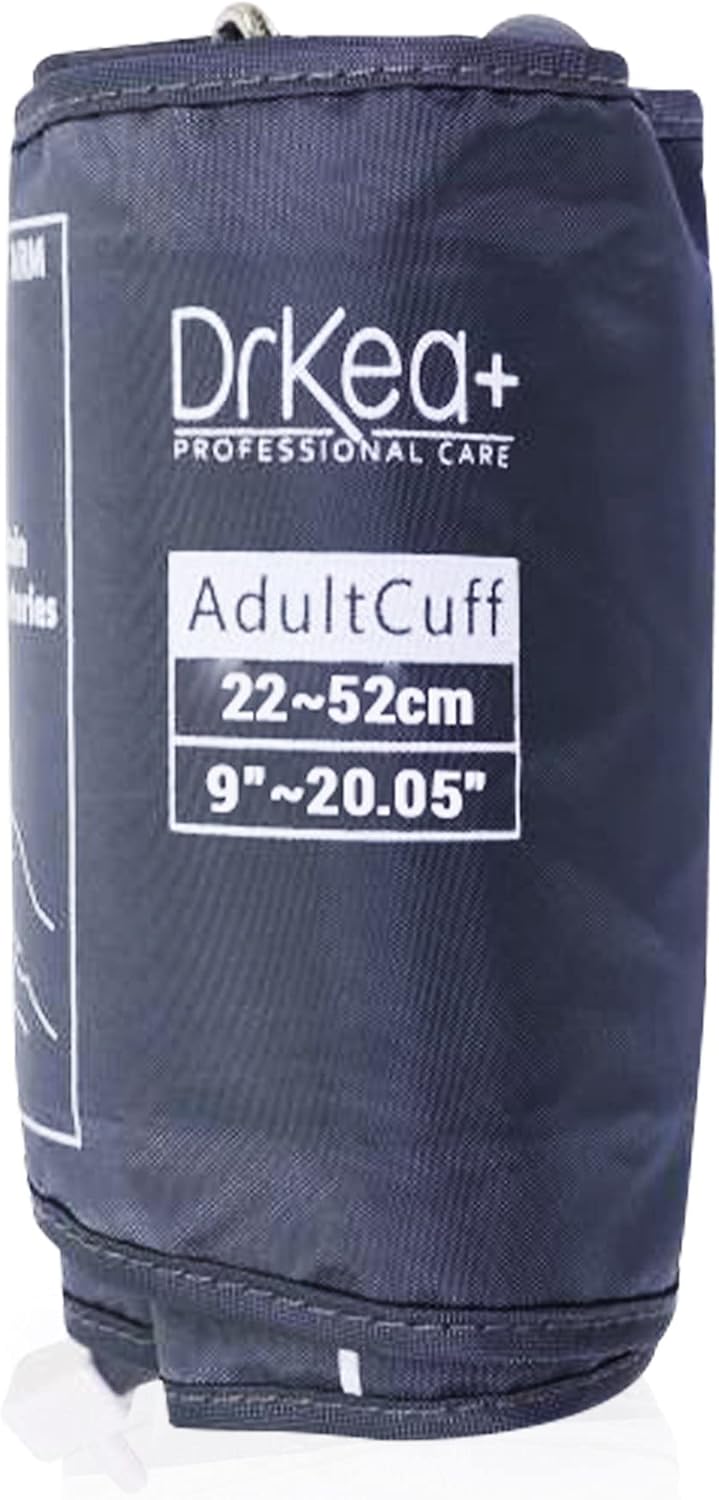 DrKea+
PROFESSIONAL CARE
AdultCuff
22~52cm
9"~20.05"